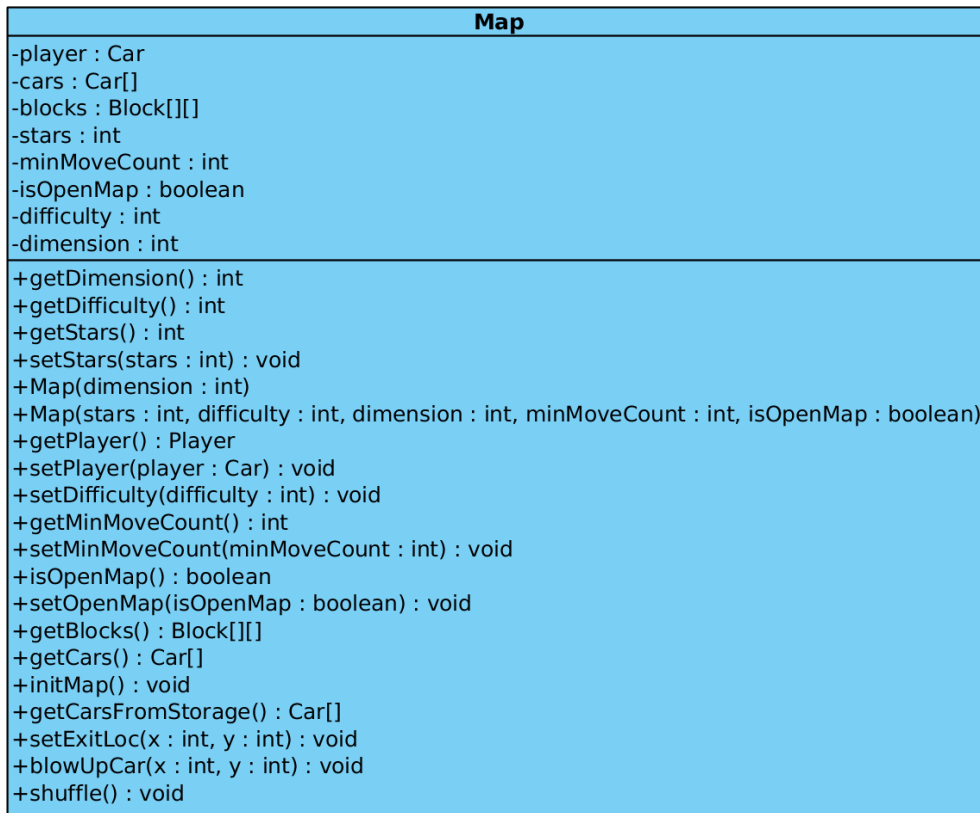 Map
-player : Car
-cars : Car[]
-blocks : Block[][]
-stars : int
-minMoveCount : int
-isOpenMap : boolean
-difficulty : int
-dimension : int
+getDimension() : int
+getDifficulty() : int
+getStars() : int
+setStars(stars : int) : void
+Map(dimension : int)
+Map(stars : int, difficulty : int, dimension : int, minMoveCount : int, isOpenMap : boolean)
+getPlayer() : Player
+setPlayer(player : Car) : void
+setDifficulty(difficulty : int) : void
+getMinMoveCount() : int
+setMinMoveCount(minMoveCount : int) : void
+isOpenMap() : boolean
+setOpenMap(isOpenMap : boolean) : void
+getBlocks() : Block[][]
+getCars() : Car[]
+initMap() : void
+getCarsFromStorage() : Car[]
+setExitLoc(x : int, y : int) : void
+blowUpCar(x : int, y : int) : void
+shuffle() : void